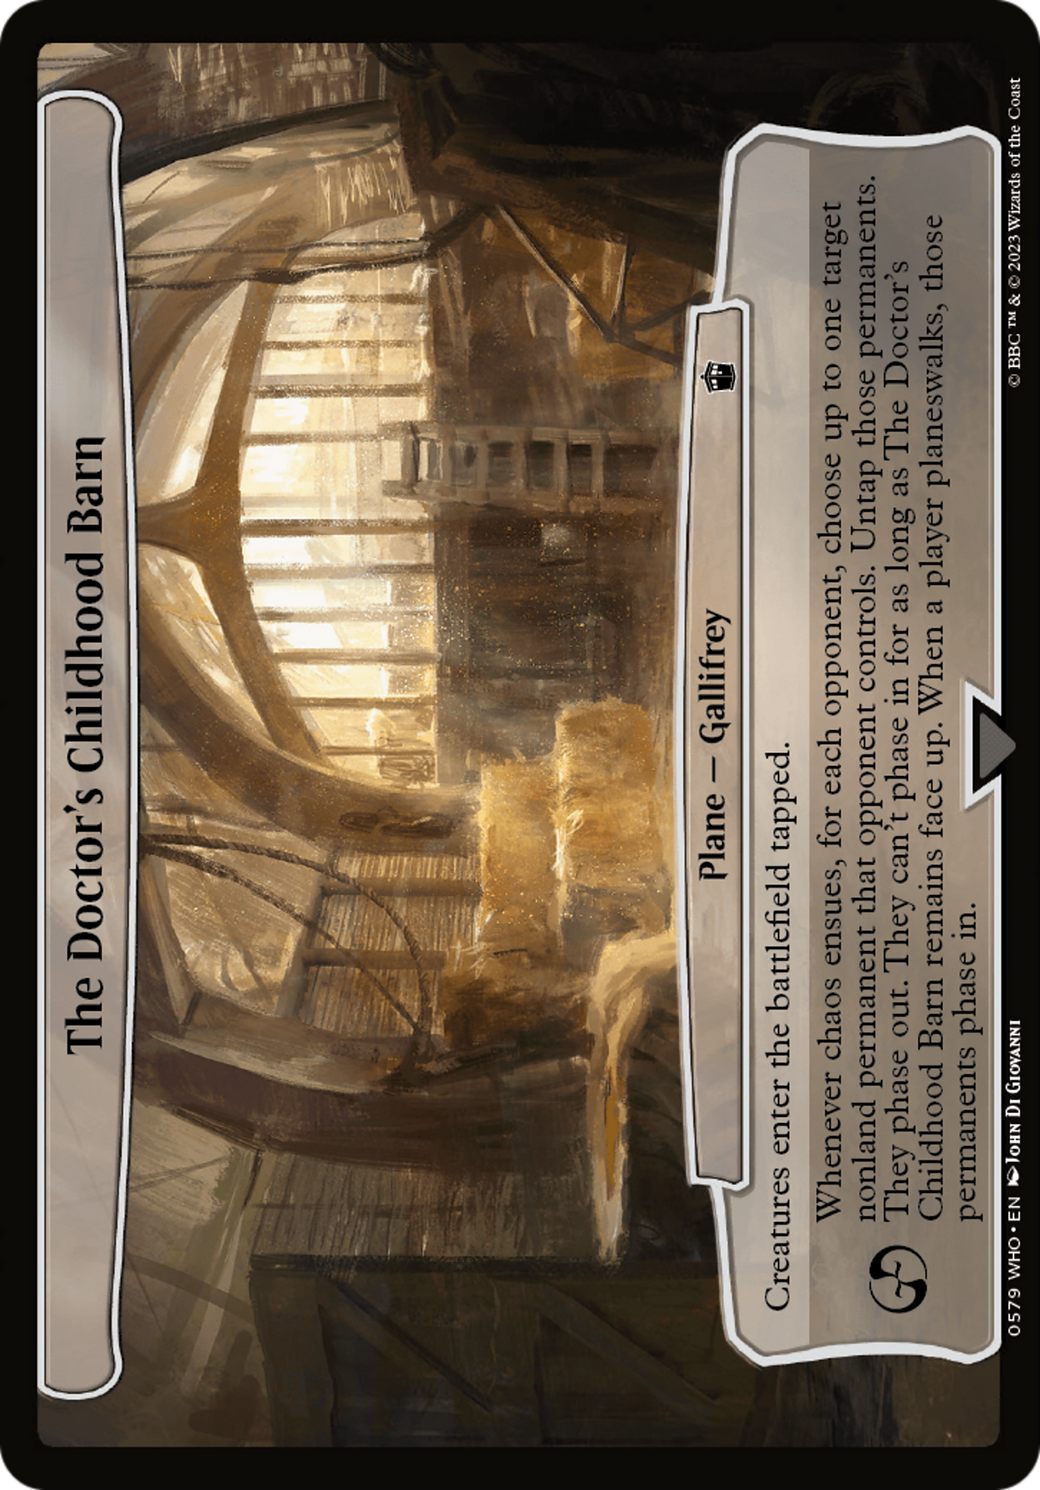 The Doctor's Childhood Barn
Plane — Gallifrey
Creatures enter the battlefield tapped.
Whenever chaos ensues, for each opponent, choose up to one target
nonland permanent that opponent controls. Untap those permanents.
They phase out. They can't phase in for as long as The Doctor's
Childhood Barn remains face up. When a player planeswalks, those
permanents phase in.
0579 WHO • EN John Di Giovanni
© BBC ™ & © 2023 Wizards of the Coast